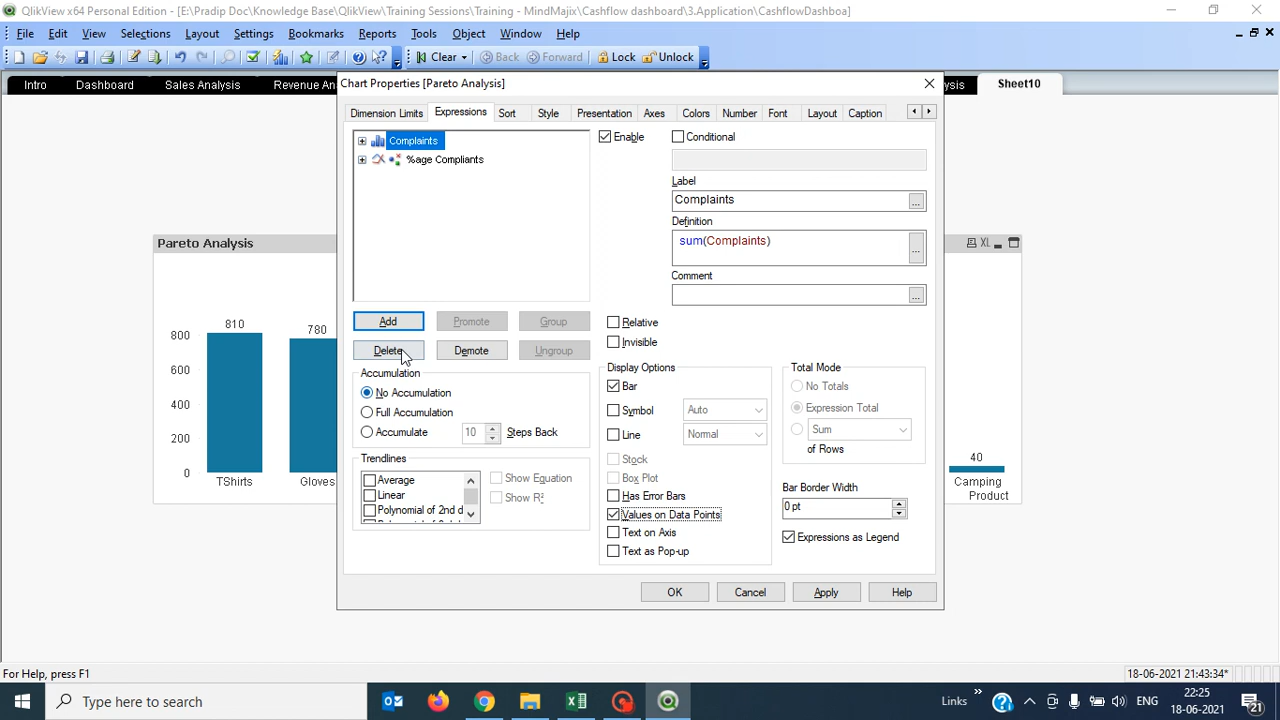 QlikView x64 Personal Edition - [E:\Pradip Doc\Knowledge Base\QlikView\Training Sessions\Training - MindMajix\Cashflow dashboard\3.Application\CashflowDashboa]
File Edit View Selections Layout Settings Bookmarks Reports Tools Object Window Help
Clear Back Forward Lock Unlock
Intro Dashboard Sales Analysis Revenue An
ysis Sheet10
Chart Properties [Pareto Analysis]
Dimension Limits Expressions Sort Style Presentation Axes Colors Number Font Layout Caption
Complaints
%age Compliants
Enable
Conditional
Label
Complaints
...
Definition
sum(Complaints)
...
Comment
...
Add Promote Group
Delete Demote Ungroup
Relative
Invisible
Accumulation
No Accumulation
Full Accumulation
Accumulate 10 Steps Back
Trendlines
Average
Linear
Polynomial of 2nd d
Show Equation
Show R²
Display Options
Bar
Symbol Auto
Line Normal
Stock
Box Plot
Has Error Bars
Values on Data Points
Text on Axis
Text as Pop-up
Total Mode
No Totals
Expression Total
Sum
of Rows
Bar Border Width
0 pt
Expressions as Legend
OK Cancel Apply Help
Pareto Analysis
XL
810
780
800
600
400
200
0
TShirts
Gloves
40
Camping
Product
For Help, press F1
18-06-2021 21:43:34*
Type here to search
Links
»
ENG
22:25
18-06-2021
21